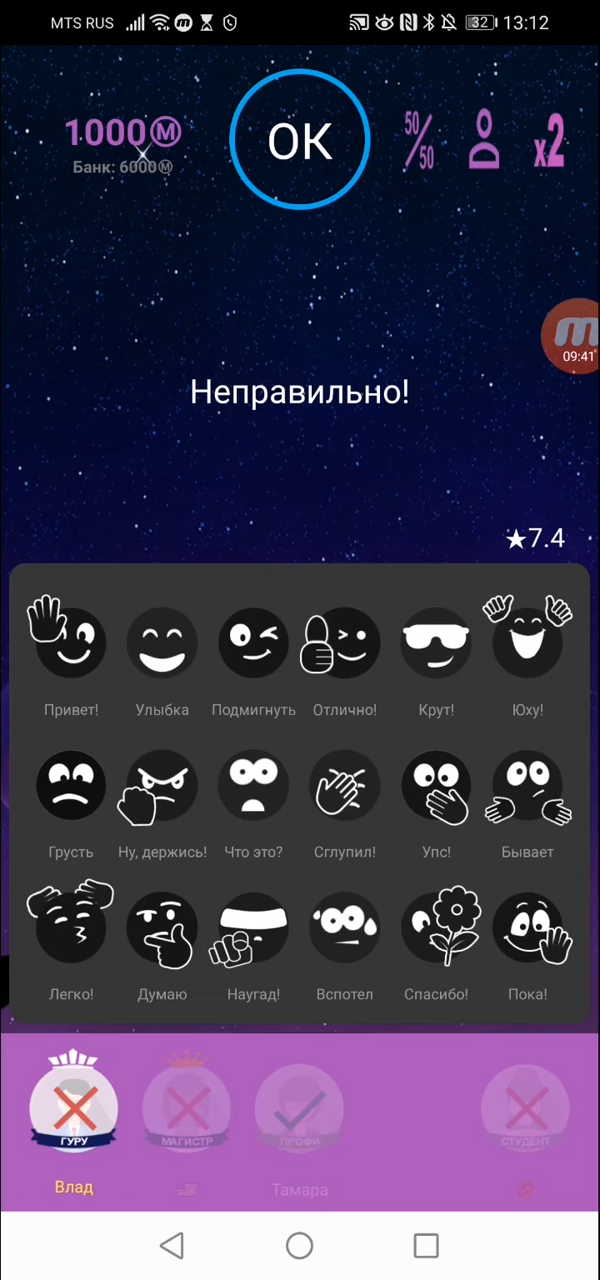 MTS RUS 32 13:12
1000Ⓜ
Банк: 6000Ⓜ
ОК
50/50
x2
09:41
Неправильно!
★7.4
Привет! Улыбка Подмигнуть Отлично! Крут! Юху!
Грусть Ну, держись! Что это? Сглупил! Упс! Бывает
Легко! Думаю Наугад! Вспотел Спасибо! Пока!
ГУРУ МАГИСТР ПРОФИ СТУДЕНТ
Влад Тамара